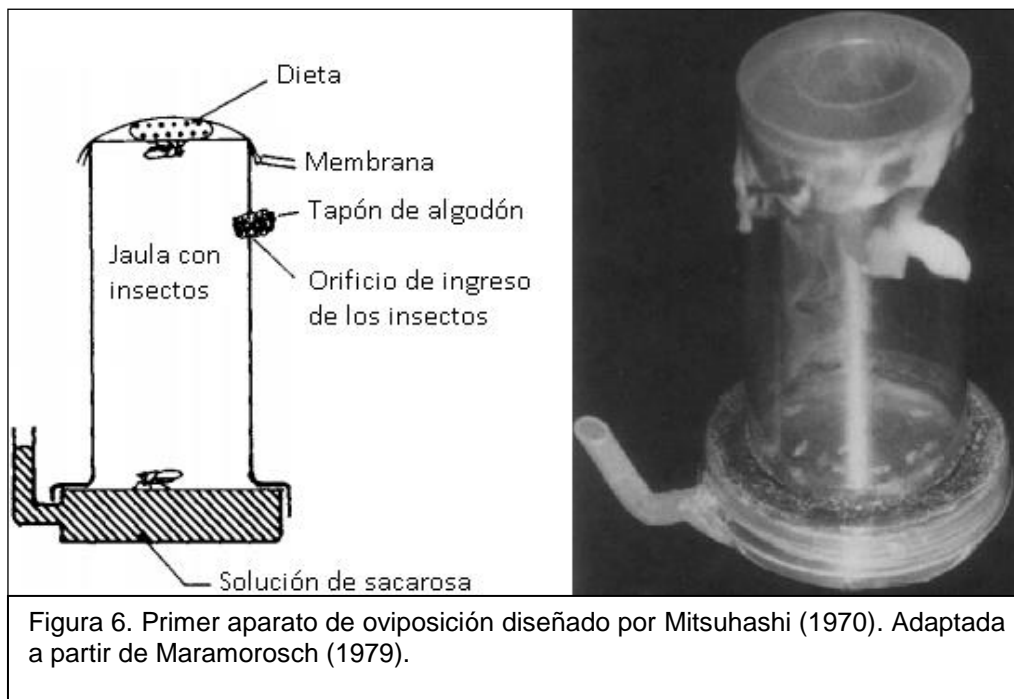 Dieta
Membrana
Tapón de algodón
Jaula con
insectos
Orificio de ingreso
de los insectos
Solución de sacarosa
Figura 6. Primer aparato de oviposición diseñado por Mitsuhashi (1970). Adaptada
a partir de Maramorosch (1979).